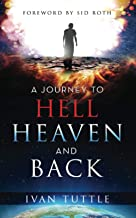 FOREWORD BY SID ROTH
A JOURNEY TO
HELL
HEAVEN
AND
BACK
IVAN TUTTLE